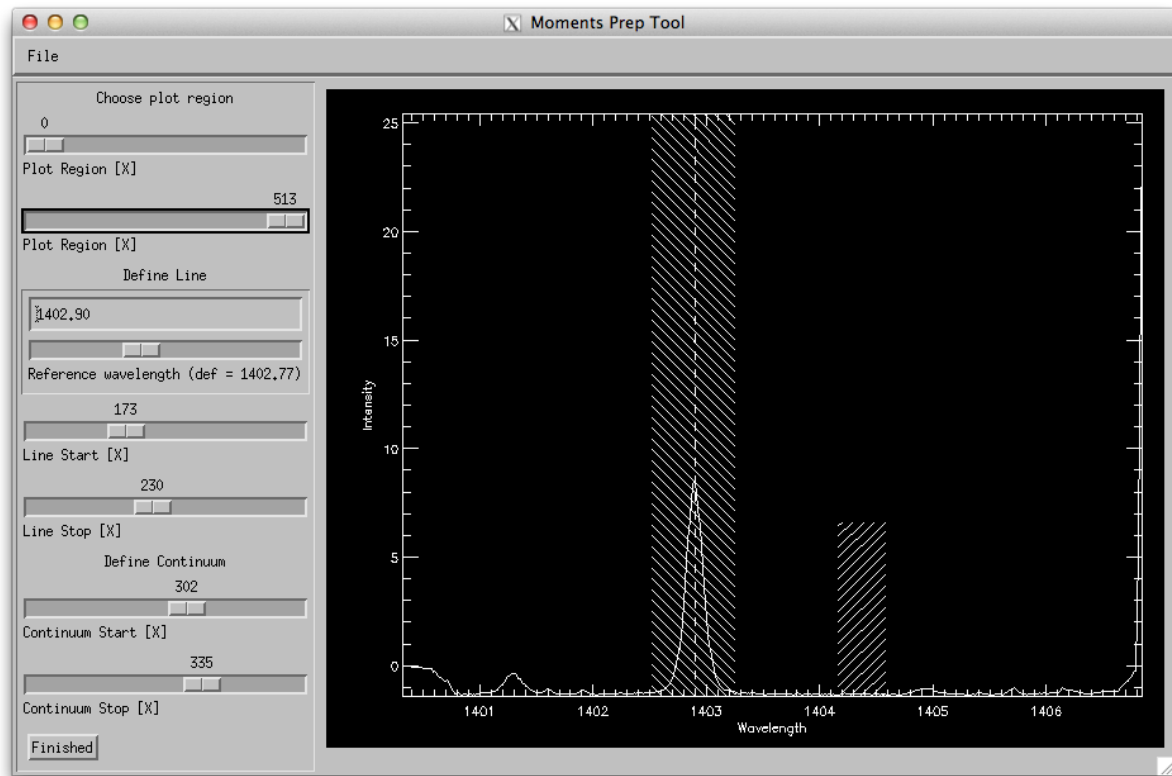 Moments Prep Tool
File
Choose plot region
0
Plot Region [X]
513
Plot Region [X]
Define Line
1402.90
Reference wavelength (def = 1402.77)
173
Line Start [X]
230
Line Stop [X]
Define Continuum
302
Continuum Start [X]
335
Continuum Stop [X]
Finished
25
20
15
10
5
0
Intensity
1401 1402 1403 1404 1405 1406
Wavelength